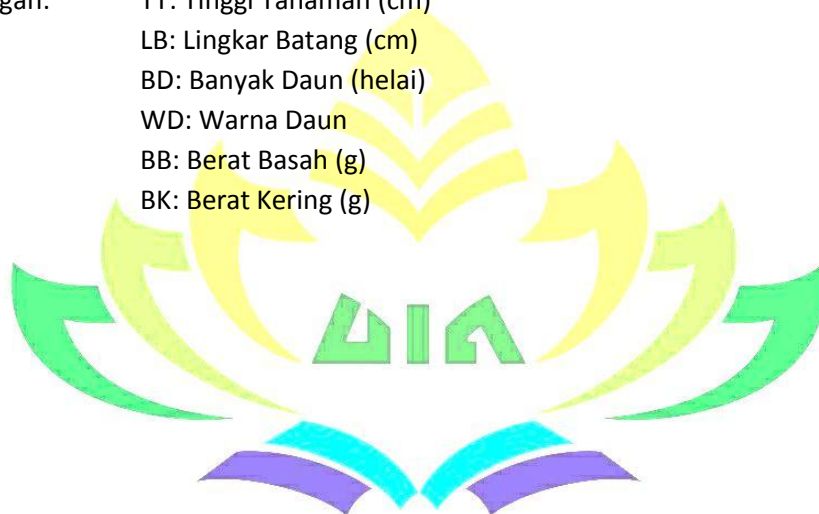 TT: Tinggi Tanaman (cm)
LB: Lingkar Batang (cm)
BD: Banyak Daun (helai)
WD: Warna Daun
BB: Berat Basah (g)
BK: Berat Kering (g)